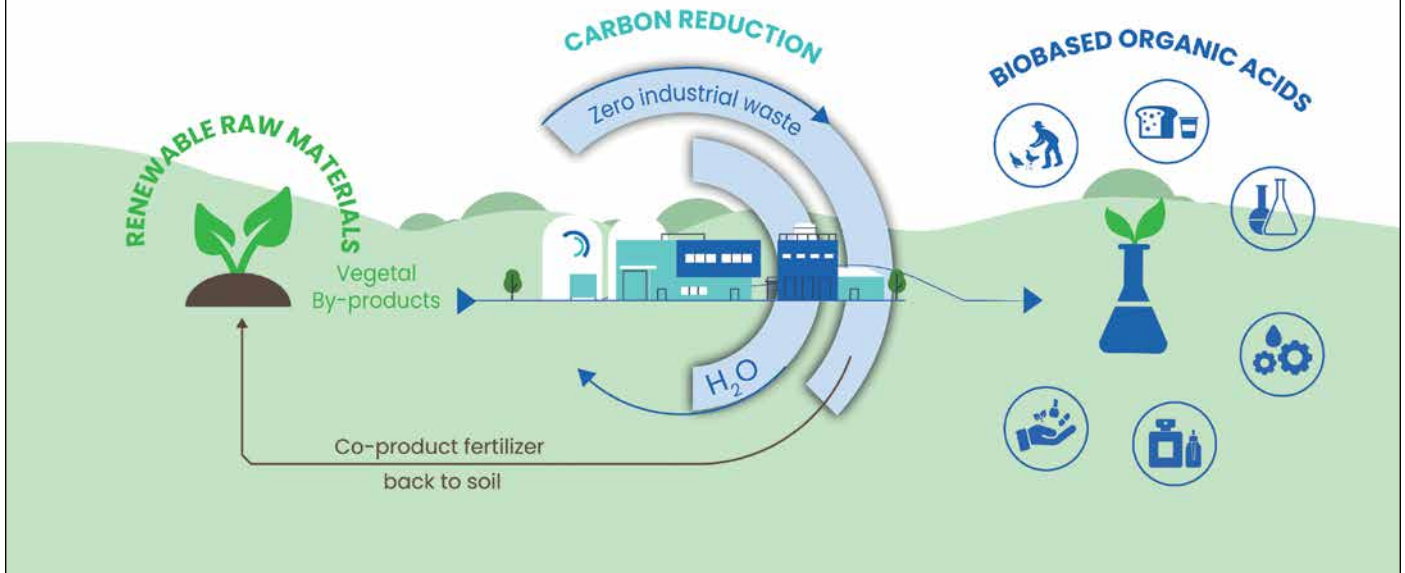 CARBON REDUCTION
BIOBASED ORGANIC ACIDS
Zero industrial waste
RENEWABLE RAW MATERIALS
Vegetal
By-products
H₂O
Co-product fertilizer
back to soil